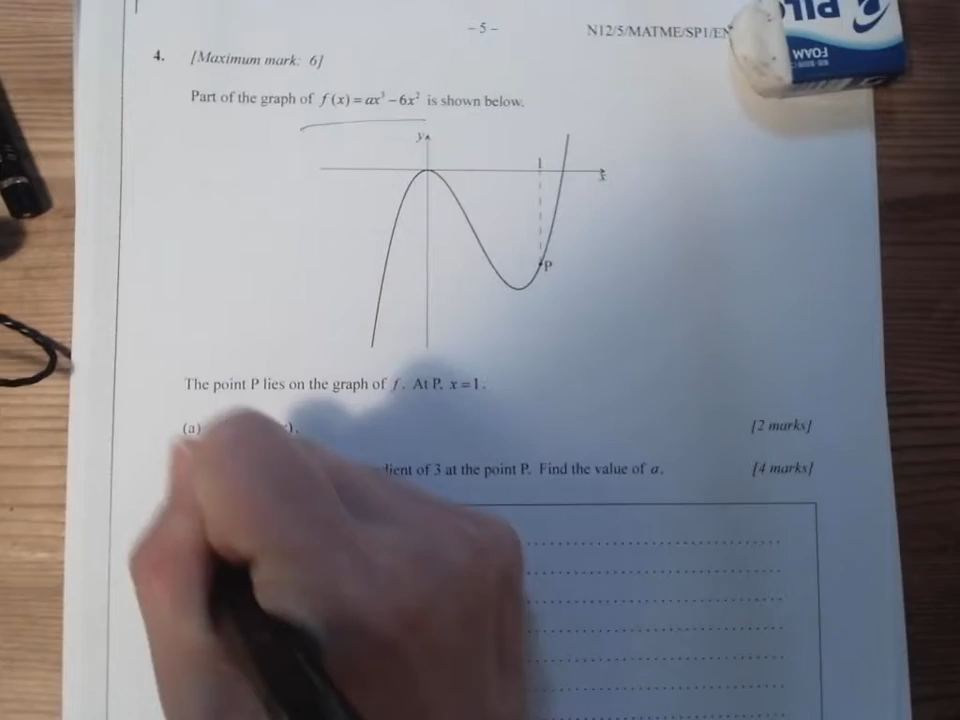 - 5 -
N12/5/MATME/SP1/EN
4. [Maximum mark: 6]
Part of the graph of f (x) = ax³ – 6x² is shown below.
y
1
x
P
The point P lies on the graph of f. At P, x = 1.
(a) ). [2 marks]
of 3 at the point P. Find the value of a. [4 marks]
PIL
FOAM